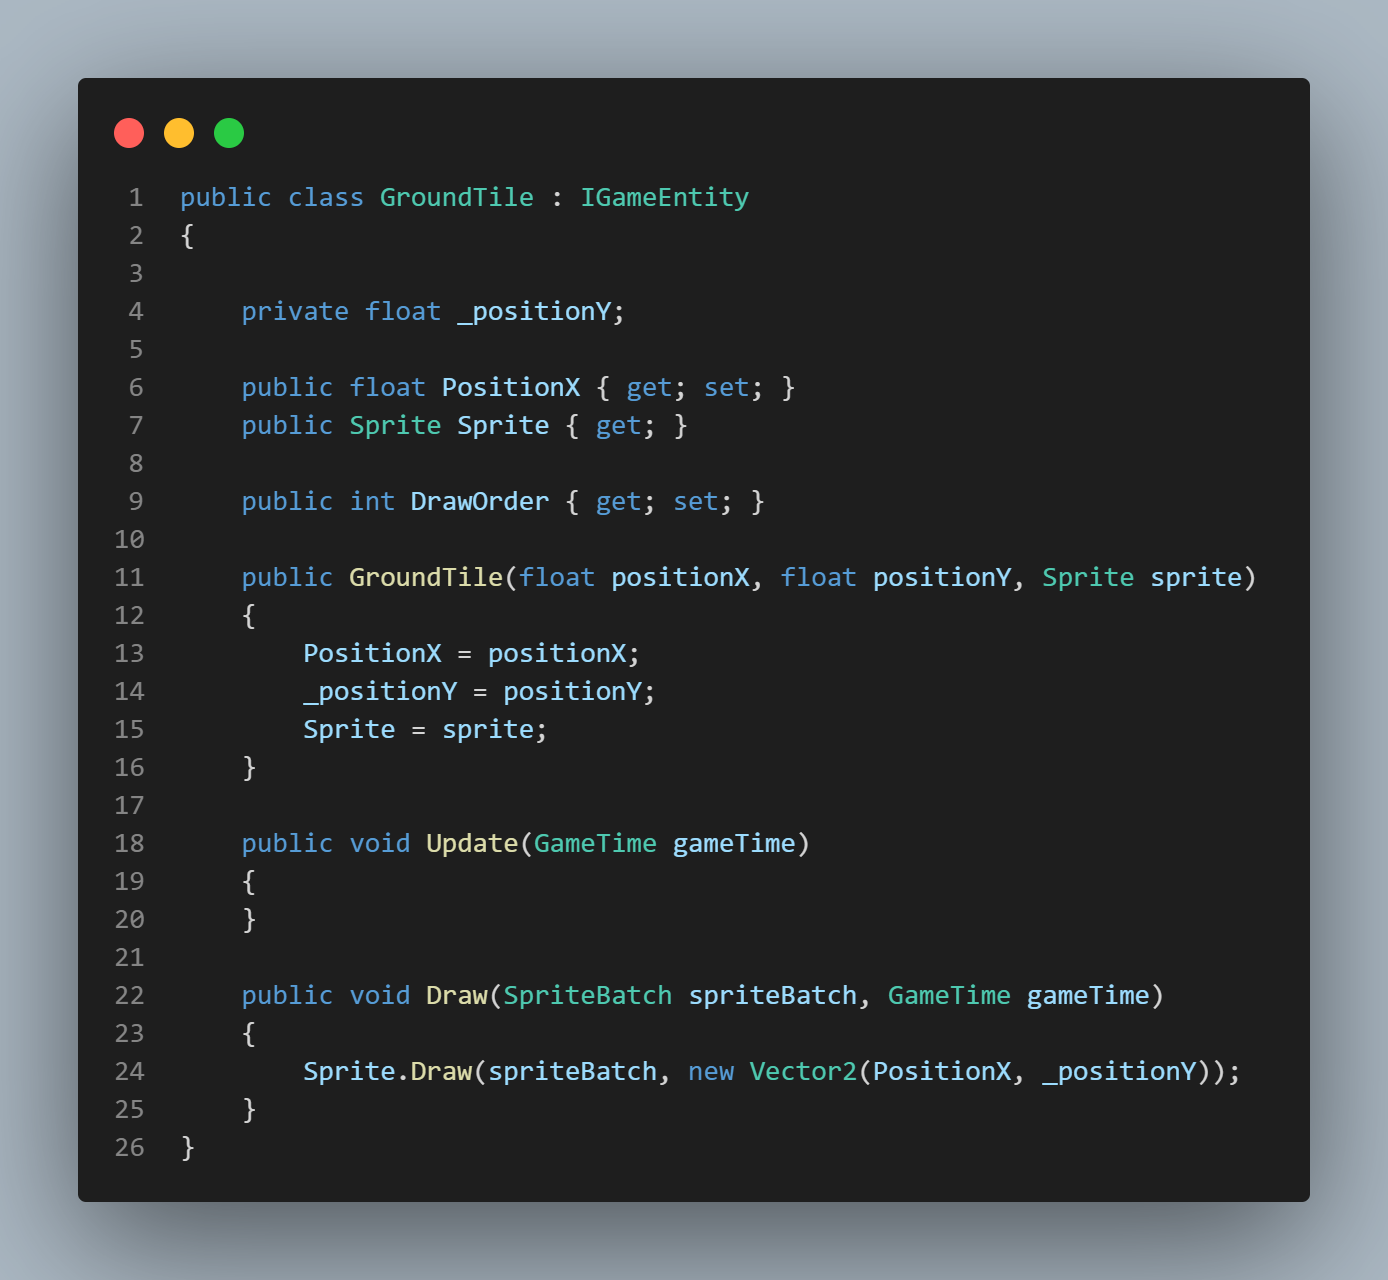 1 public class GroundTile : IGameEntity
2 {
3
4     private float _positionY;
5
6     public float PositionX { get; set; }
7     public Sprite Sprite { get; }
8
9     public int DrawOrder { get; set; }
10
11     public GroundTile(float positionX, float positionY, Sprite sprite)
12     {
13         PositionX = positionX;
14         _positionY = positionY;
15         Sprite = sprite;
16     }
17
18     public void Update(GameTime gameTime)
19     {
20     }
21
22     public void Draw(SpriteBatch spriteBatch, GameTime gameTime)
23     {
24         Sprite.Draw(spriteBatch, new Vector2(PositionX, _positionY));
25     }
26 }